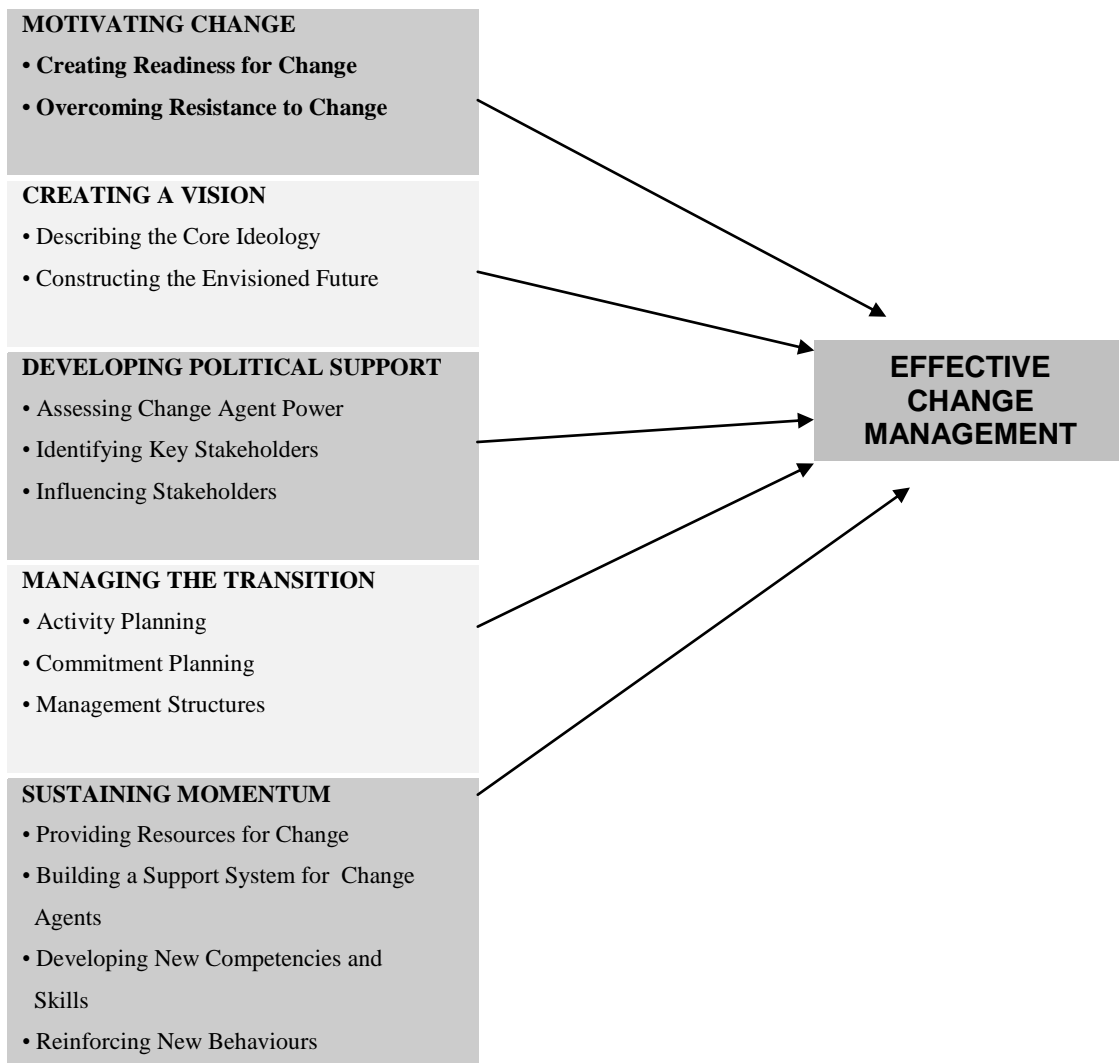 MOTIVATING CHANGE
• Creating Readiness for Change
• Overcoming Resistance to Change
CREATING A VISION
• Describing the Core Ideology
• Constructing the Envisioned Future
DEVELOPING POLITICAL SUPPORT
• Assessing Change Agent Power
• Identifying Key Stakeholders
• Influencing Stakeholders
MANAGING THE TRANSITION
• Activity Planning
• Commitment Planning
• Management Structures
SUSTAINING MOMENTUM
• Providing Resources for Change
• Building a Support System for Change
Agents
• Developing New Competencies and
Skills
• Reinforcing New Behaviours
EFFECTIVE
CHANGE
MANAGEMENT